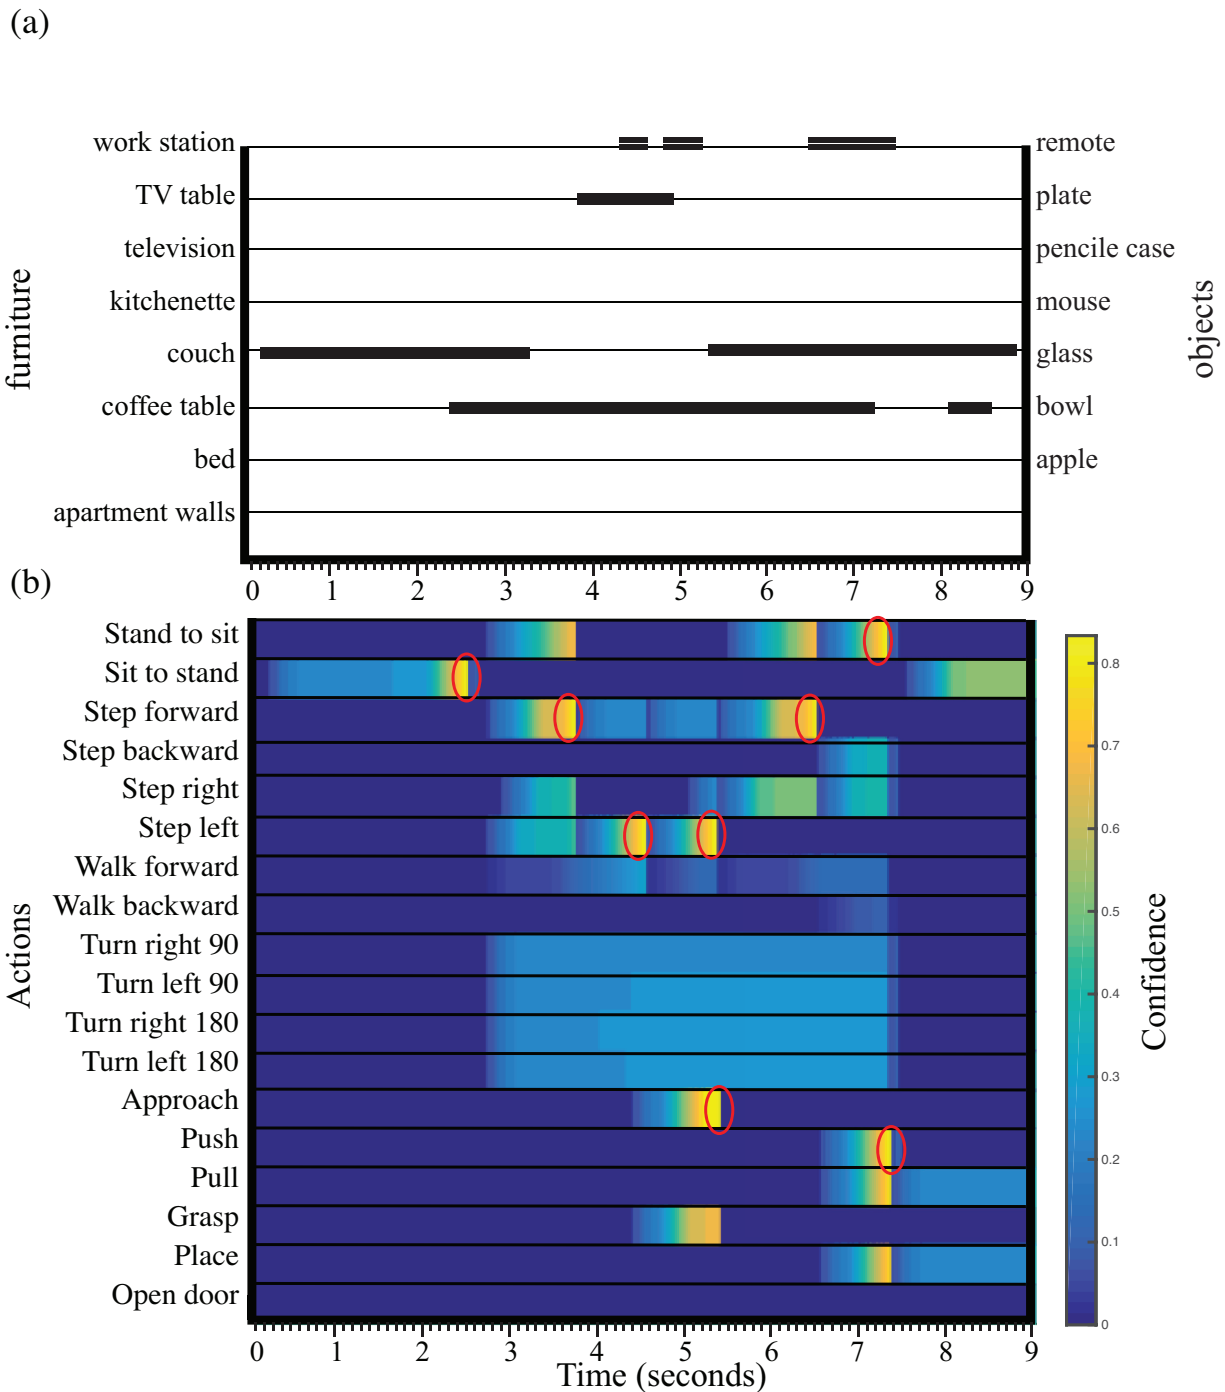 (a)
work station
remote
TV table
plate
television
pencile case
kitchenette
mouse
couch
glass
coffee table
bowl
bed
apple
apartment walls
furniture
objects
0 1 2 3 4 5 6 7 8 9
(b)
Stand to sit
Sit to stand
Step forward
Step backward
Step right
Step left
Walk forward
Walk backward
Turn right 90
Turn left 90
Turn right 180
Turn left 180
Approach
Push
Pull
Grasp
Place
Open door
Actions
0.8
0.7
0.6
0.5
0.4
0.3
0.2
0.1
0
Confidence
0 1 2 3 4 5 6 7 8 9
Time (seconds)